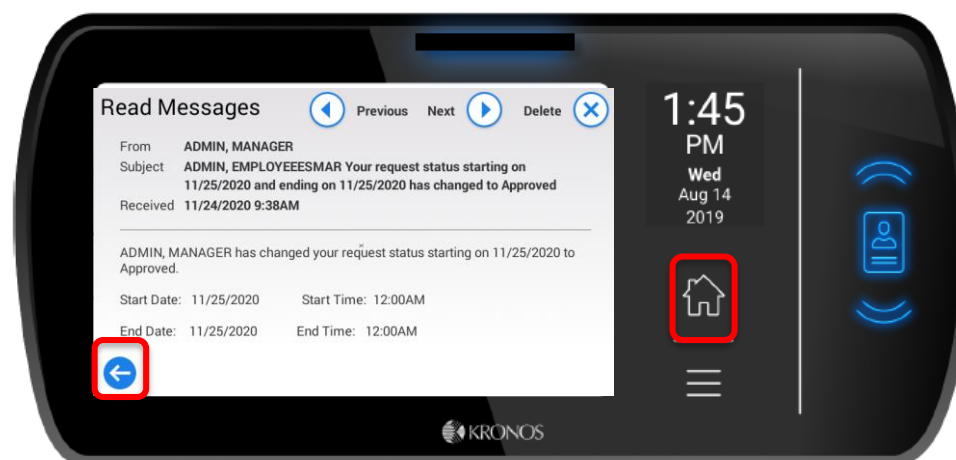 Read Messages
Previous Next Delete
From ADMIN, MANAGER
Subject ADMIN, EMPLOYEEESMAR Your request status starting on
11/25/2020 and ending on 11/25/2020 has changed to Approved
Received 11/24/2020 9:38AM
ADMIN, MANAGER has changed your request status starting on 11/25/2020 to
Approved.
Start Date: 11/25/2020 Start Time: 12:00AM
End Date: 11/25/2020 End Time: 12:00AM
1:45
PM
Wed
Aug 14
2019
KRONOS